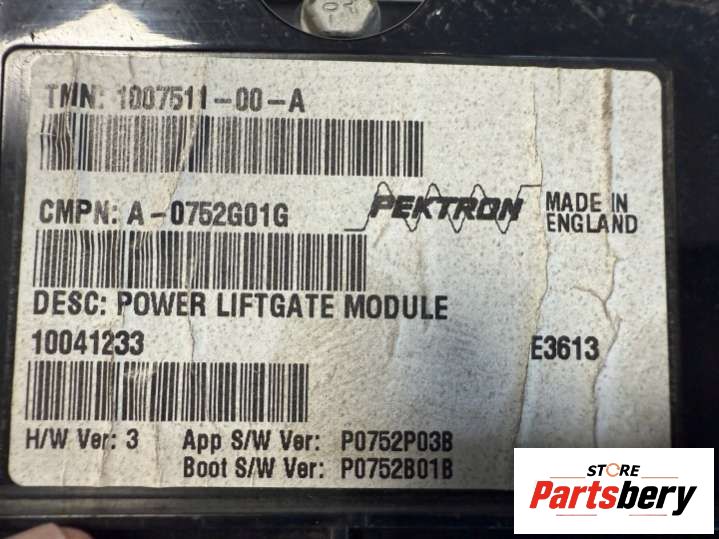 TMN: 1007511-00-A
CMPN: A-0752G01G
PEKTRON
MADE IN
ENGLAND
DESC: POWER LIFTGATE MODULE
10041233
E3613
H/W Ver: 3 App S/W Ver: P0752P03B
Boot S/W Ver: P0752B01B
STORE
Partsbery